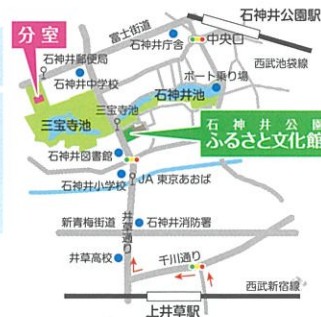 石神井公園駅
富士街道
中央口
石神井庁舎
分室
石神井郵便局
西武池袋線
石神井中学校
ボート乗り場
三宝寺池
石神井池
三宝寺池
石神井公園
ふるさと文化館
石神井図書館
石神井小学校
JA 東京あおば
新青梅街道
井草通り
石神井消防署
井草高校
千川通り
西武新宿線
上井草駅